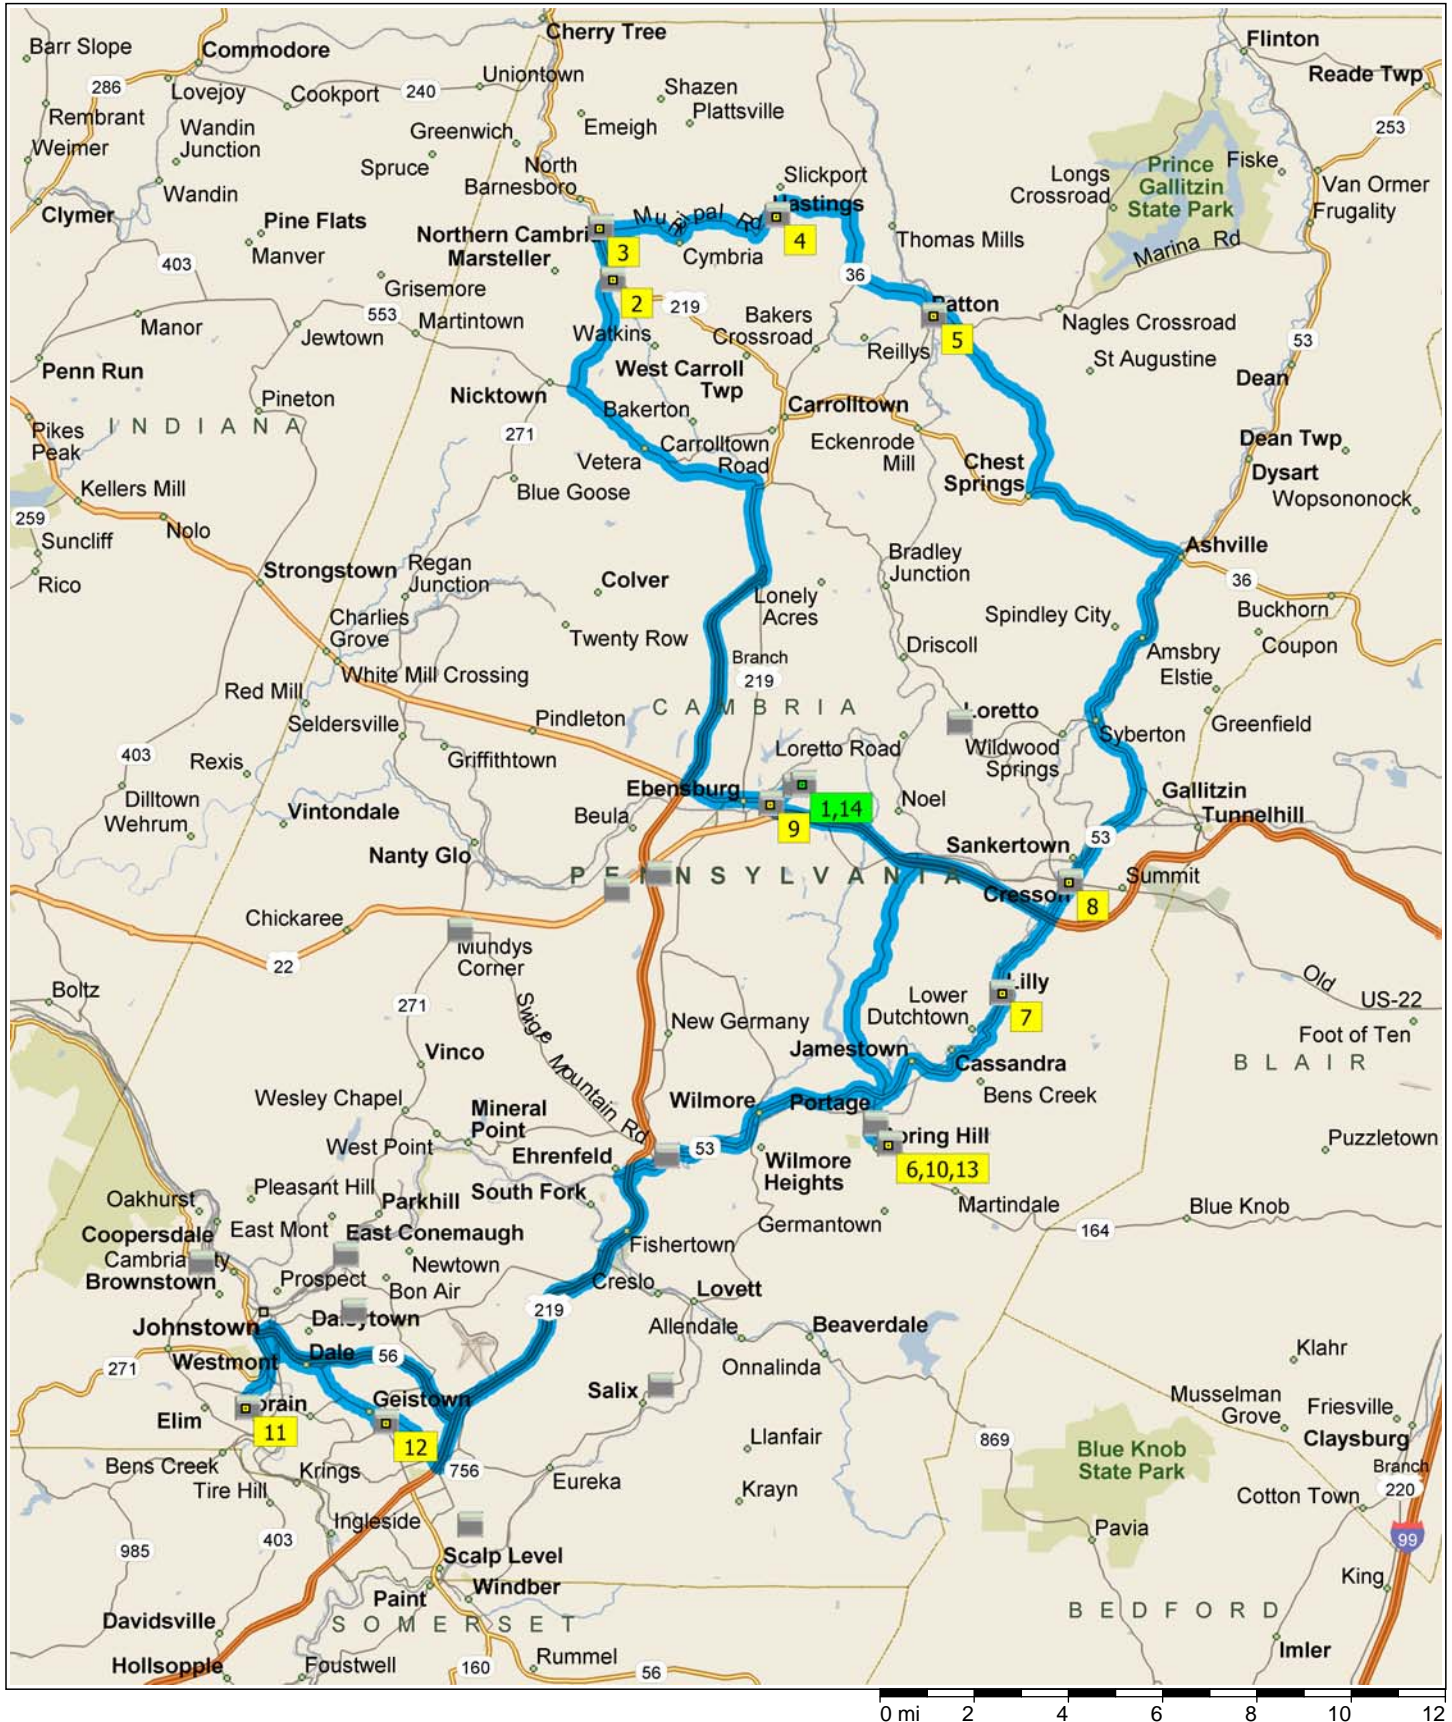 Cherry Tree
Barr Slope
Commodore
Flinton
Uniontown
Reade Twp
286
Lovejoy
Cookport
240
Shazen
Plattsville
Rembrant
Wandin
Junction
Greenwich
Emeigh
253
Weimer
Spruce
North
Barnesboro
Slickport
Longs
Crossroad
Prince
Gallitzin
State Park
Fiske
Wandin
Van Ormer
Clymer
Pine Flats
Municipal Rd
Hastings
Frugality
Northern Cambri
Marsteller
3
4
Cymbria
Thomas Mills
Marina Rd
Manver
403
Grisemore
36
2
219
Patton
553
Martintown
Bakers
Crossroad
Manor
Jewtown
Watkins
Reillys
5
Nagles Crossroad
53
St Augustine
Penn Run
West Carroll
Twp
Dean
Nicktown
Pineton
Bakerton
Carrolltown
INDIANA
Pikes
Peak
271
Carrolltown
Road
Eckenrode
Mill
Dean Twp
Vetera
Chest
Springs
Dysart
Kellers Mill
Blue Goose
Wopsononock
259
Nolo
Suncliff
Ashville
Rico
Strongstown
Regan
Junction
Colver
Bradley
Junction
36
Lonely
Acres
Buckhorn
Charlies
Grove
Spindley City
Twenty Row
Driscoll
Amsbry
Coupon
White Mill Crossing
Branch
219
Elstie
Red Mill
CAMBRIA
Loretto
Seldersville
Pindleton
Greenfield
Syberton
403
Rexis
Griffithtown
Loretto Road
Wildwood
Springs
Ebensburg
Dilltown
Wehrum
Vintondale
Beula
1,14
Noel
Gallitzin
Tunnelhill
9
53
Nanty Glo
Sankertown
PENNSYLVANIA
Summit
Cresson
8
Chickaree
22
Mundys
Corner
Lilly
Old
US-22
Boltz
271
Swige Mountain Rd
Lower
Dutchtown
7
New Germany
Foot of Ten
Vinco
Jamestown
Cassandra
BLAIR
Wesley Chapel
Mineral
Point
Wilmore
Portage
Bens Creek
West Point
Spring Hill
Puzzletown
Ehrenfeld
53
6,10,13
Wilmore
Heights
Pleasant Hill
Oakhurst
Parkhill
South Fork
Martindale
Blue Knob
Coopersdale
East Mont
East Conemaugh
Germantown
164
Cambria ty
Newtown
Fishertown
Brownstown
Prospect
Bon Air
Creslo
Lovett
219
Johnstown
Daisytown
Allendale
Beaverdale
Westmont
Dale
56
Onnalinda
Klahr
271
Salix
Musselman
Grove
Friesville
Elim
orain
Geistown
11
12
Llanfair
869
Blue Knob
State Park
Claysburg
Bens Creek
Krings
756
Branch
220
Tire Hill
Eureka
Krayn
Cotton Town
Ingleside
403
985
Pavia
99
Scalp Level
Windber
King
Paint
Davidsville
SOMERSET
BEDFORD
Imler
Hollsopple
Foustwell
160
Rummel
56
0 mi 2 4 6 8 10 12